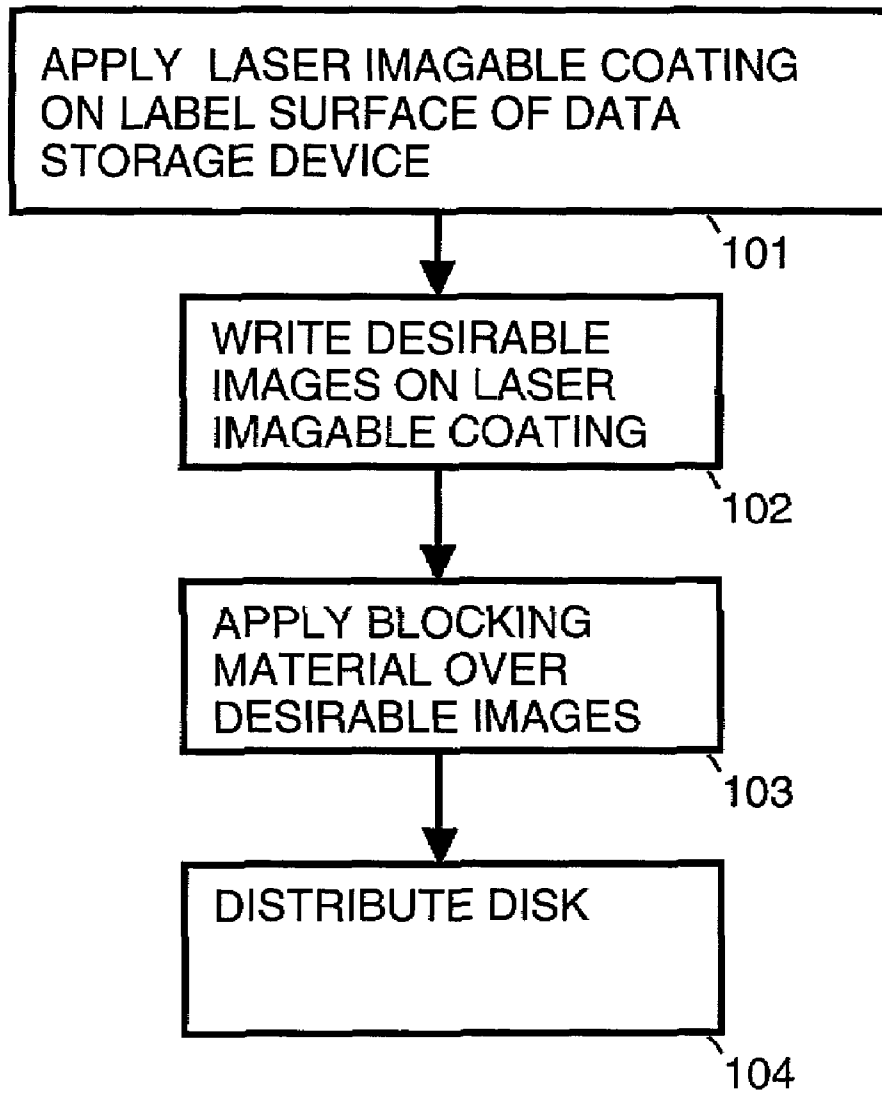 APPLY LASER IMAGABLE COATING
ON LABEL SURFACE OF DATA
STORAGE DEVICE
101
WRITE DESIRABLE
IMAGES ON LASER
IMAGABLE COATING
102
APPLY BLOCKING
MATERIAL OVER
DESIRABLE IMAGES
103
DISTRIBUTE DISK
104